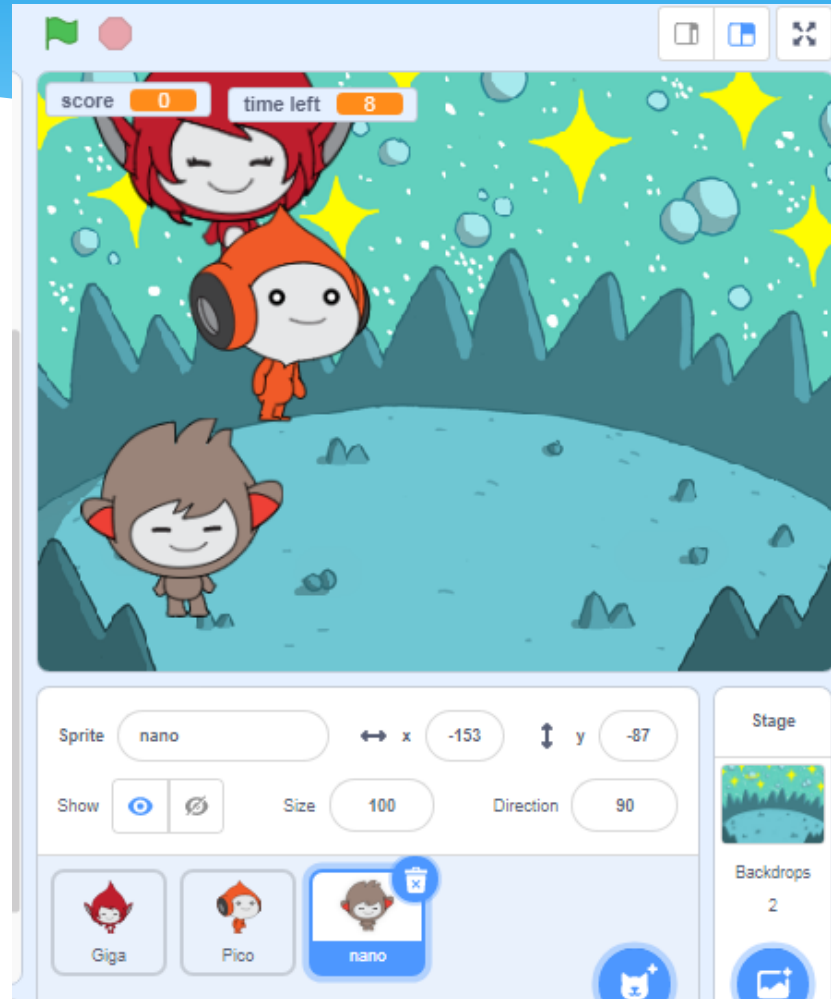 score 0 time left 8
Sprite nano x -153 y -87 Stage
Show Size 100 Direction 90
Backdrops
2
Giga Pico nano